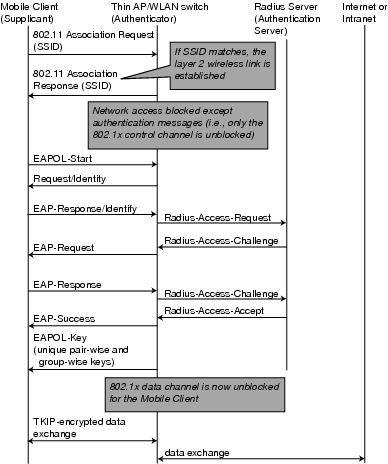 Mobile Client
(Supplicant)
Thin AP/WLAN switch
(Authenticator)
Radius Server
(Authentication
Server)
Internet or
Intranet
802.11 Association Request
(SSID)
If SSID matches, the
layer 2 wireless link is
established
802.11 Association
Response (SSID)
Network access blocked except
authentication messages (i.e., only the
802.1x control channel is unblocked)
EAPOL-Start
Request/Identity
EAP-Response/Identify
Radius-Access-Request
Radius-Access-Challenge
EAP-Request
EAP-Response
Radius-Access-Challenge
Radius-Access-Accept
EAP-Success
EAPOL-Key
(unique pair-wise and
group-wise keys)
802.1x data channel is now unblocked
for the Mobile Client
TKIP-encrypted data
exchange
data exchange